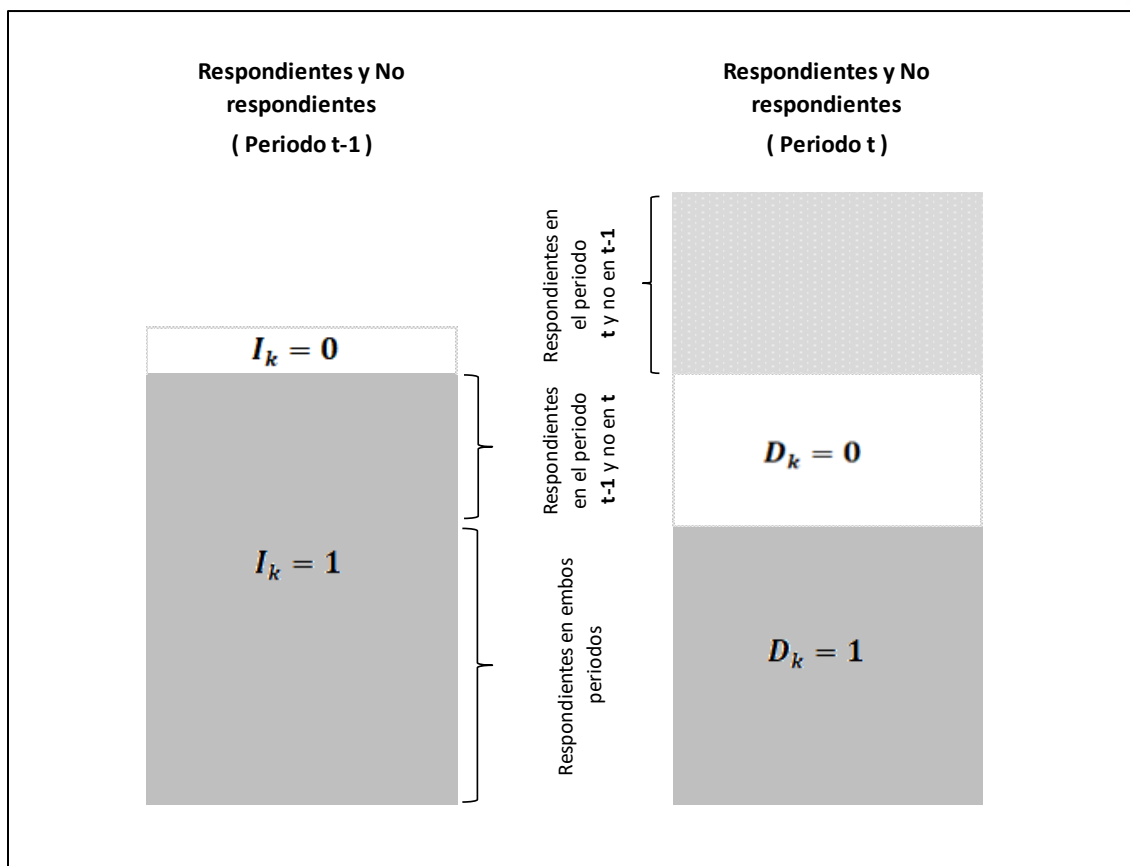 Respondientes y No
respondientes
( Periodo t-1 )
Respondientes y No
respondientes
( Periodo t )
Respondientes en
el periodo
t y no en t-1
I_k = 0
Respondientes
en el periodo
t-1 y no en t
D_k = 0
I_k = 1
Respondientes en embos
periodos
D_k = 1